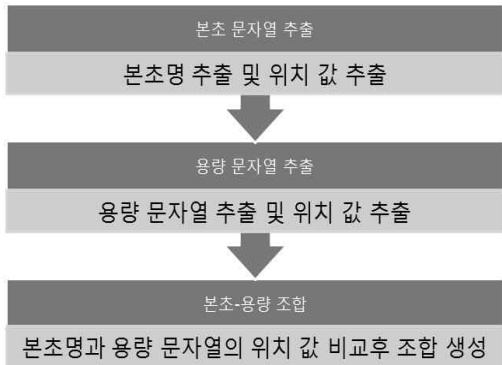 본초 문자열 추출
본초명 추출 및 위치 값 추출
용량 문자열 추출
용량 문자열 추출 및 위치 값 추출
본초-용량 조합
본초명과 용량 문자열의 위치 값 비교후 조합 생성